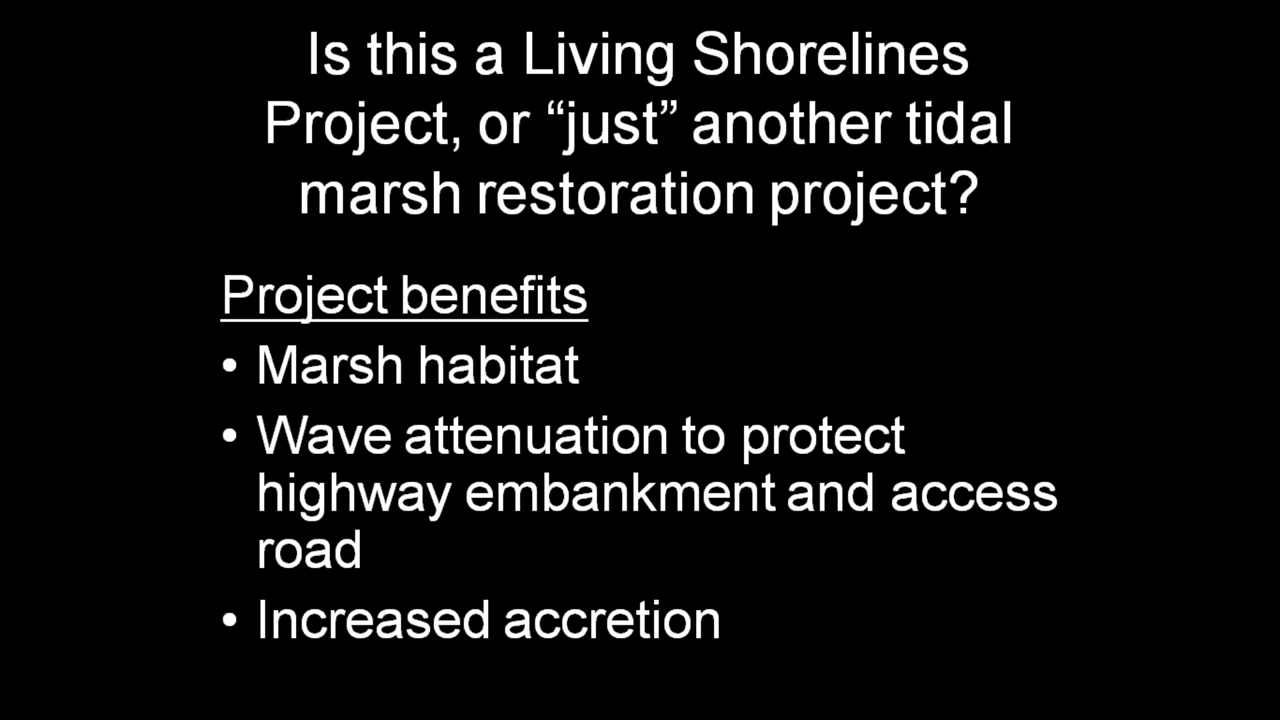 Is this a Living Shorelines
Project, or “just” another tidal
marsh restoration project?
Project benefits
• Marsh habitat
• Wave attenuation to protect
highway embankment and access
road
• Increased accretion